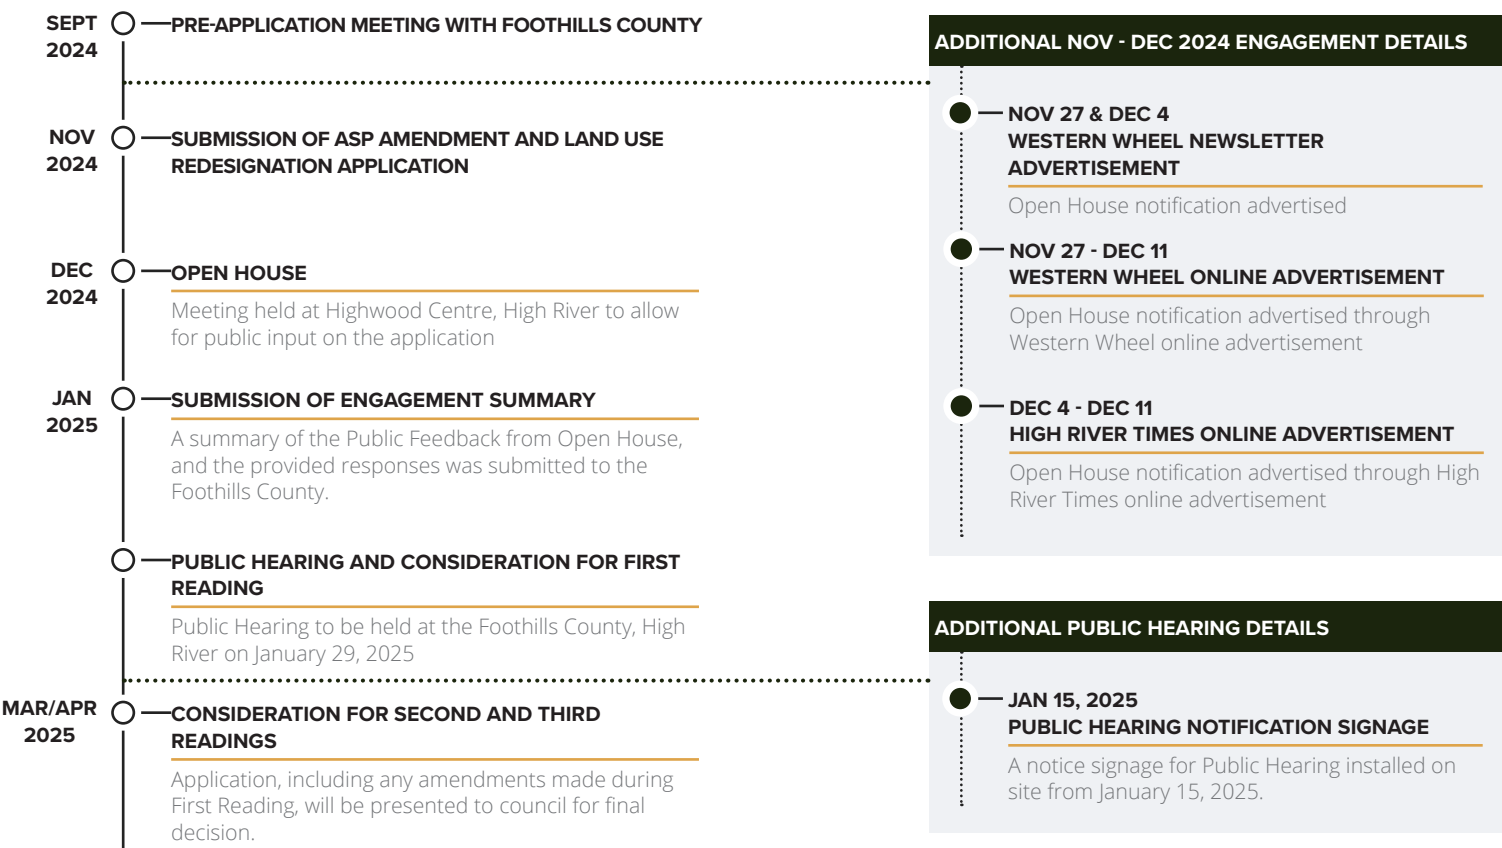 SEPT
2024
PRE-APPLICATION MEETING WITH FOOTHILLS COUNTY
NOV
2024
SUBMISSION OF ASP AMENDMENT AND LAND USE
REDESIGNATION APPLICATION
DEC
2024
OPEN HOUSE
Meeting held at Highwood Centre, High River to allow
for public input on the application
JAN
2025
SUBMISSION OF ENGAGEMENT SUMMARY
A summary of the Public Feedback from Open House,
and the provided responses was submitted to the
Foothills County.
PUBLIC HEARING AND CONSIDERATION FOR FIRST
READING
Public Hearing to be held at the Foothills County, High
River on January 29, 2025
MAR/APR
2025
CONSIDERATION FOR SECOND AND THIRD
READINGS
Application, including any amendments made during
First Reading, will be presented to council for final
decision.
ADDITIONAL NOV - DEC 2024 ENGAGEMENT DETAILS
NOV 27 & DEC 4
WESTERN WHEEL NEWSLETTER
ADVERTISEMENT
Open House notification advertised
NOV 27 - DEC 11
WESTERN WHEEL ONLINE ADVERTISEMENT
Open House notification advertised through
Western Wheel online advertisement
DEC 4 - DEC 11
HIGH RIVER TIMES ONLINE ADVERTISEMENT
Open House notification advertised through High
River Times online advertisement
ADDITIONAL PUBLIC HEARING DETAILS
JAN 15, 2025
PUBLIC HEARING NOTIFICATION SIGNAGE
A notice signage for Public Hearing installed on
site from January 15, 2025.